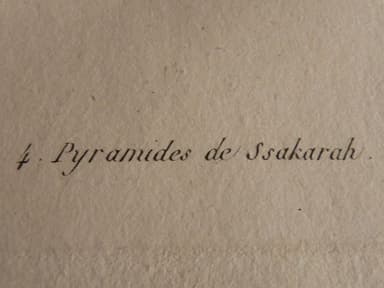 4. Pyramides de Ssakarah.